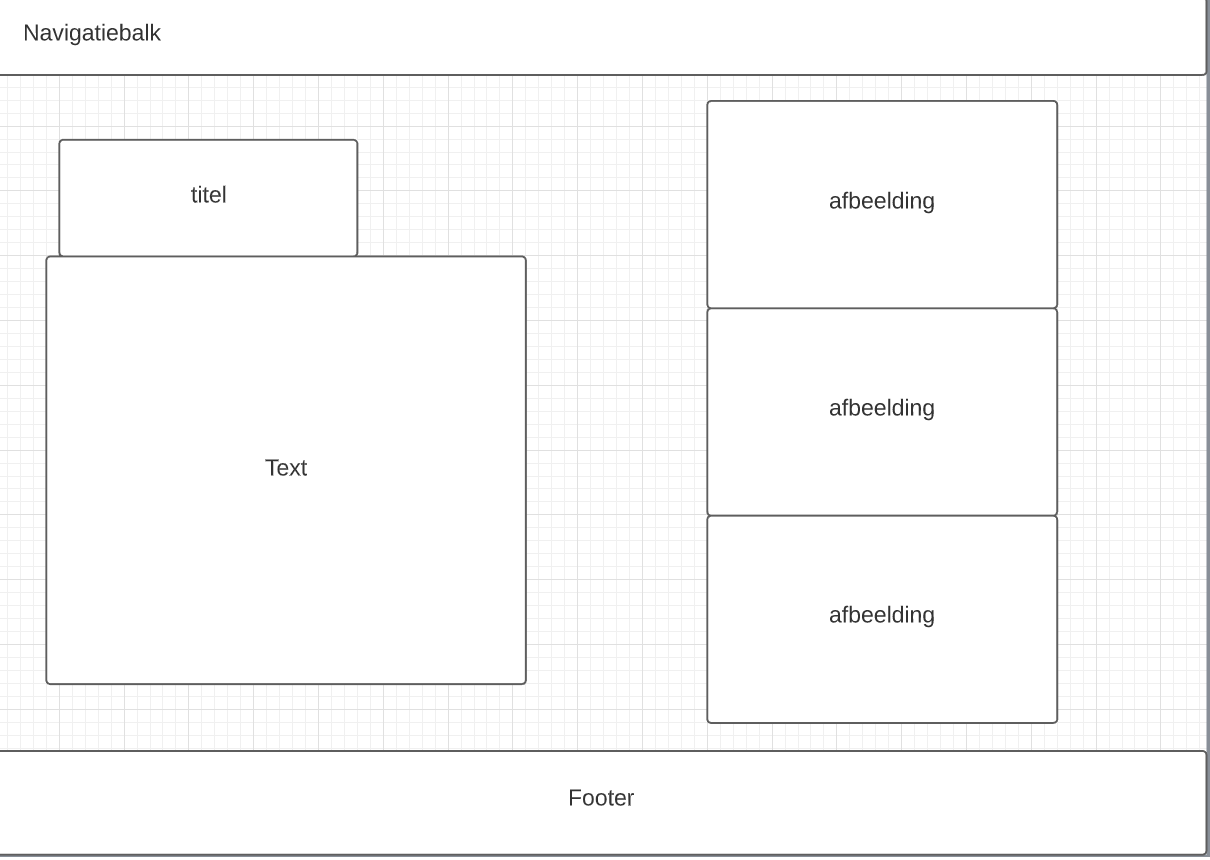 Navigatiebalk
titel
Text
afbeelding
afbeelding
afbeelding
Footer